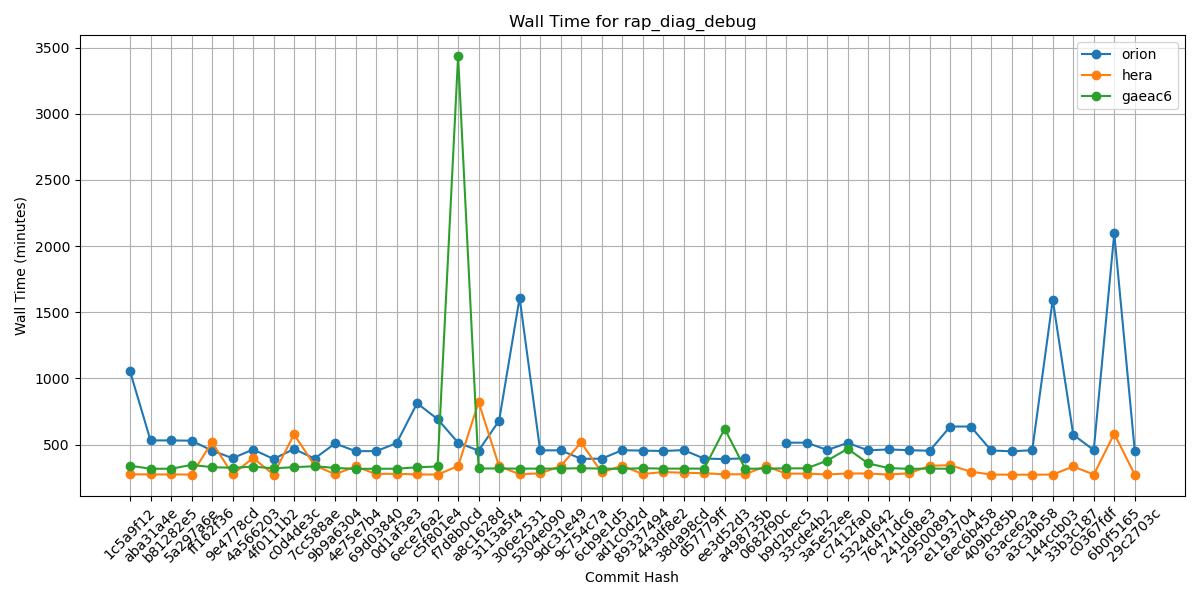 Wall Time for rap_diag_debug
orion
hera
gaeac6
Wall Time (minutes)
3500
3000
2500
2000
1500
1000
500
1c5a9f12
aba31a4e
b81282e5
5a297a6e
ff162f36
9e4778cd
4a566203
4f0111b2
c0d4de3c
7cc588ae
9b9a6304
4e75e7b4
69d03840
0d1af3e3
6ece76a2
c5f801e4
f7d8b0cd
a8c1628d
3113a5f4
306e2531
5304e090
9dc31e49
9c754c7a
6cb9e1d5
ad1c0d2d
89337494
443df8e2
38da98cd
d57779ff
ee3d52d3
a498735b
0682f90c
b9d2bec5
33cde4b2
3a5e52ee
c7412fa0
5324d642
76471dc6
241dd8e3
29500891
e1193704
6ec6b458
409bc85b
63ace62a
a3c3bb58
144ccb03
33b3c187
c0367fdf
6b0f5165
29c2703c
Commit Hash